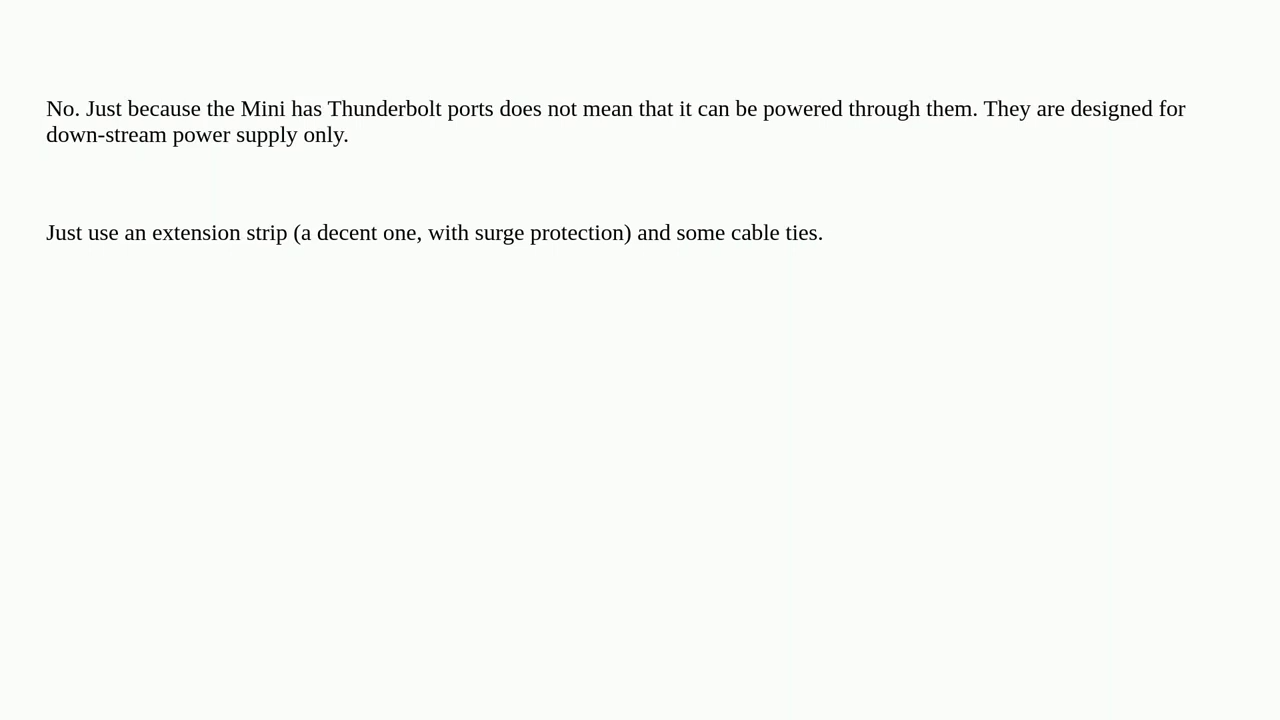 No. Just because the Mini has Thunderbolt ports does not mean that it can be powered through them. They are designed for
down-stream power supply only.
Just use an extension strip (a decent one, with surge protection) and some cable ties.